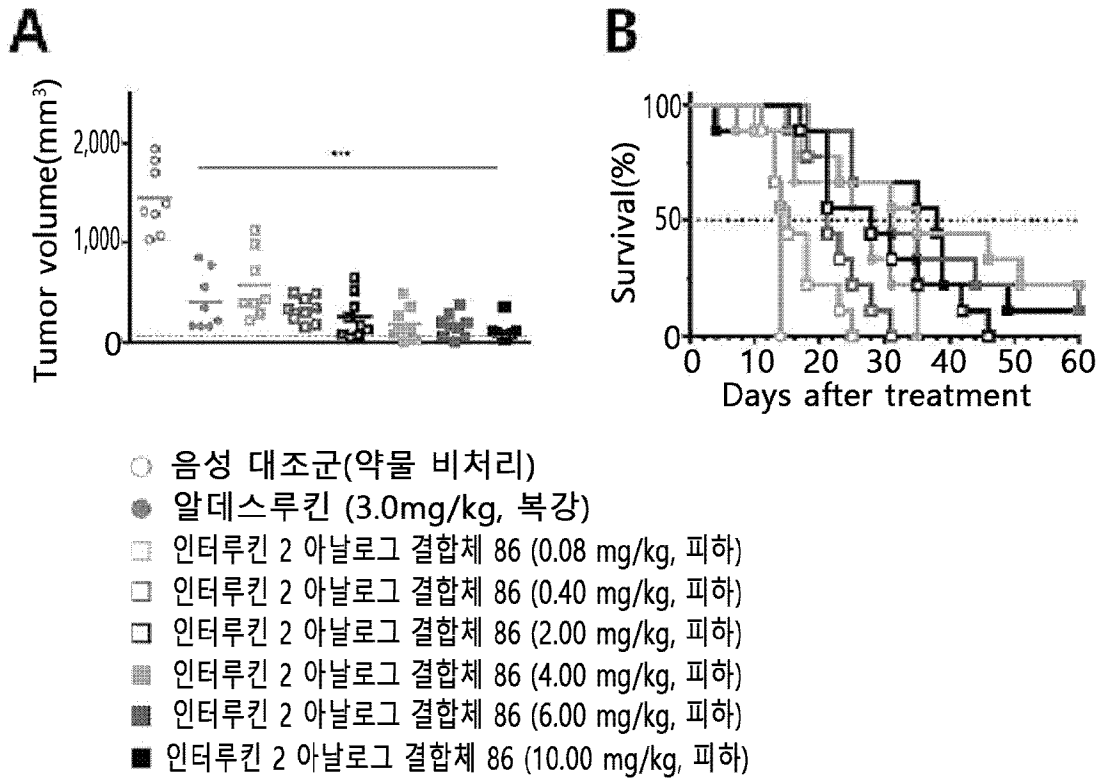 A
Tumor volume(mm³)
2,000
1,000
0
***
B
Survival(%)
100
50
0
0 10 20 30 40 50 60
Days after treatment
음성 대조군(약물 비처리)
알데스루킨 (3.0mg/kg, 복강)
인터루킨 2 아날로그 결합체 86 (0.08 mg/kg, 피하)
인터루킨 2 아날로그 결합체 86 (0.40 mg/kg, 피하)
인터루킨 2 아날로그 결합체 86 (2.00 mg/kg, 피하)
인터루킨 2 아날로그 결합체 86 (4.00 mg/kg, 피하)
인터루킨 2 아날로그 결합체 86 (6.00 mg/kg, 피하)
인터루킨 2 아날로그 결합체 86 (10.00 mg/kg, 피하)